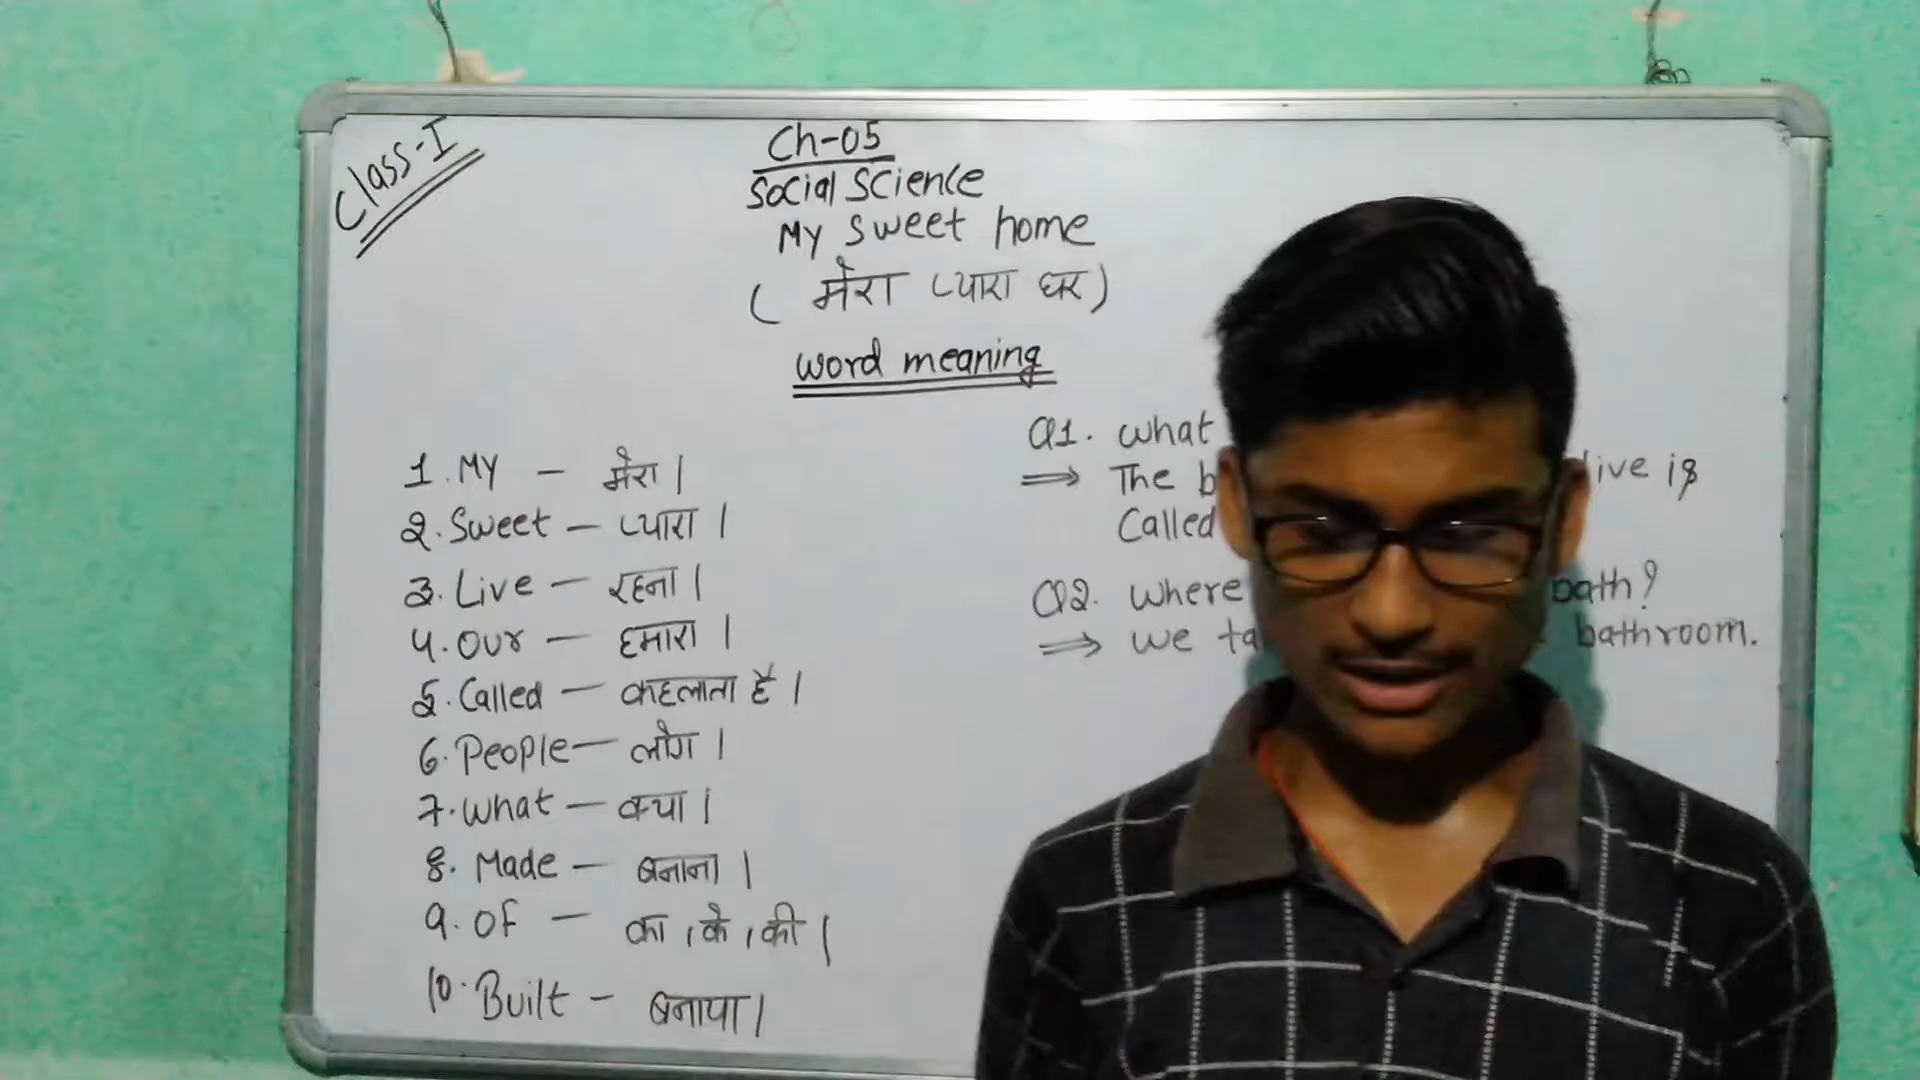 Class-I
Ch-05
Social Science
My Sweet home
( मेरा प्यारा घर )
word meaning
1. My - मेरा।
2. Sweet - प्यारा।
3. Live - रहना।
4. Our - हमारा।
5. Called - कहलाता है।
6. People - लोग।
7. What - क्या।
8. Made - बनाना।
9. Of - का, के, की।
10. Built - बनाया।
Q1. what
⇒ The live is
Called
Q2. where bath?
⇒ we bathroom.